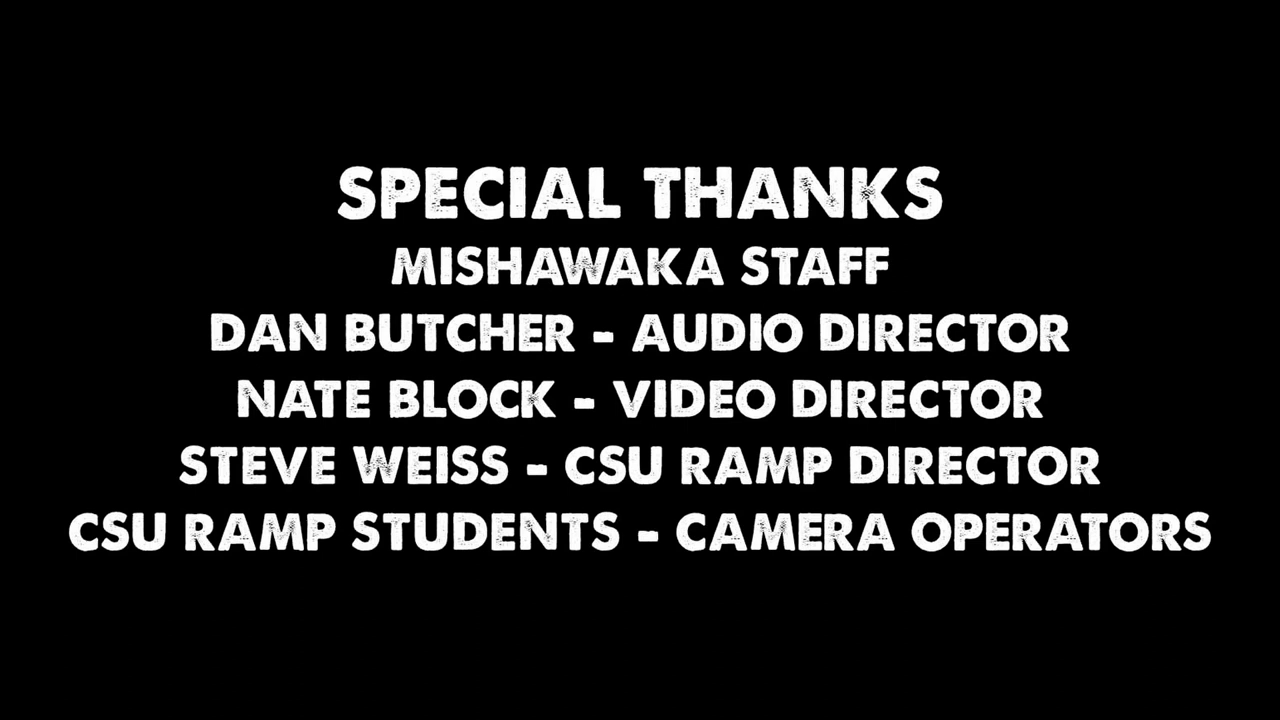 SPECIAL THANKS
MISHAWAKA STAFF
DAN BUTCHER - AUDIO DIRECTOR
NATE BLOCK - VIDEO DIRECTOR
STEVE WEISS - CSU RAMP DIRECTOR
CSU RAMP STUDENTS - CAMERA OPERATORS